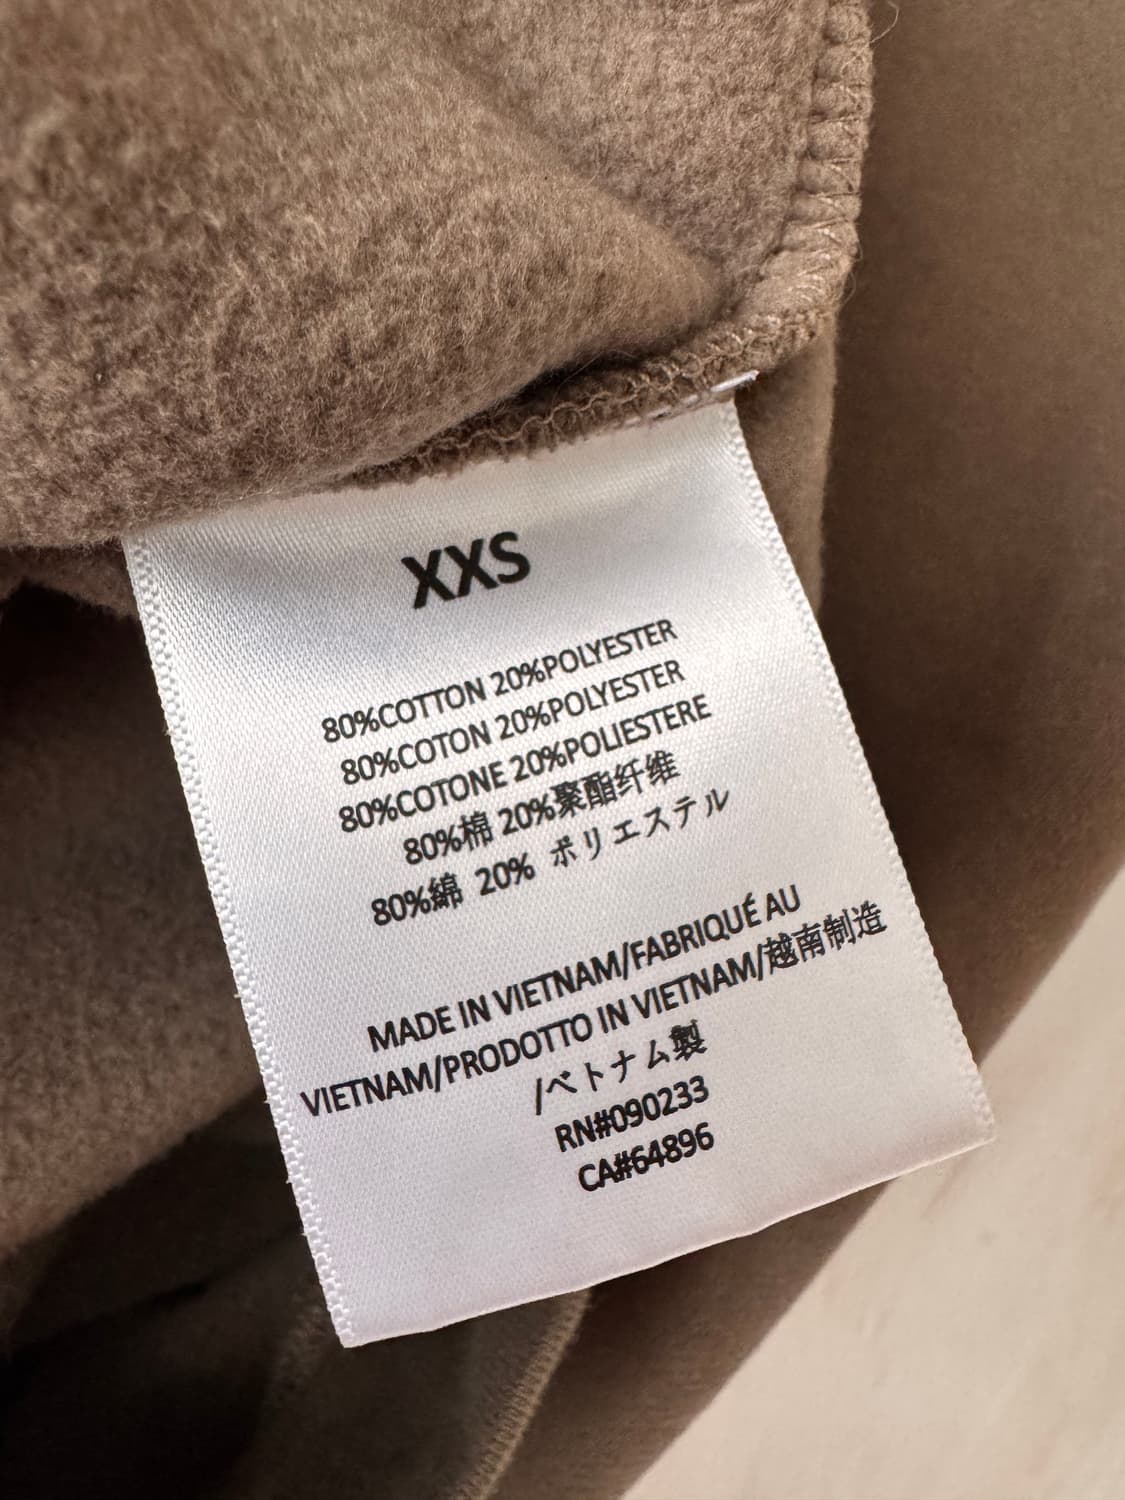 XXS
80%COTTON 20%POLYESTER
80%COTON 20%POLYESTER
80%COTONE 20%POLIESTERE
80%棉 20%聚酯纤维
80%綿 20% ポリエステル
MADE IN VIETNAM/FABRIQUÉ AU
VIETNAM/PRODOTTO IN VIETNAM/越南制造
/ベトナム製
RN#090233
CA#64896